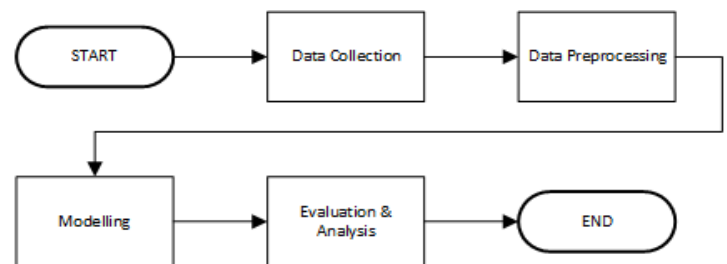 START
Data Collection
Data Preprocessing
Modelling
Evaluation &
Analysis
END